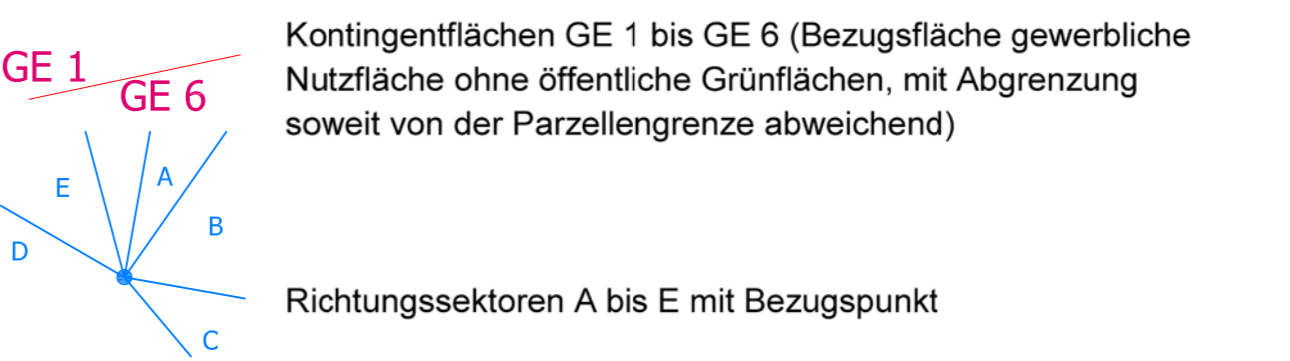 GE 1
GE 6
Kontingentflächen GE 1 bis GE 6 (Bezugsfläche gewerbliche
Nutzfläche ohne öffentliche Grünflächen, mit Abgrenzung
soweit von der Parzellengrenze abweichend)
E
A
B
D
C
Richtungssektoren A bis E mit Bezugspunkt